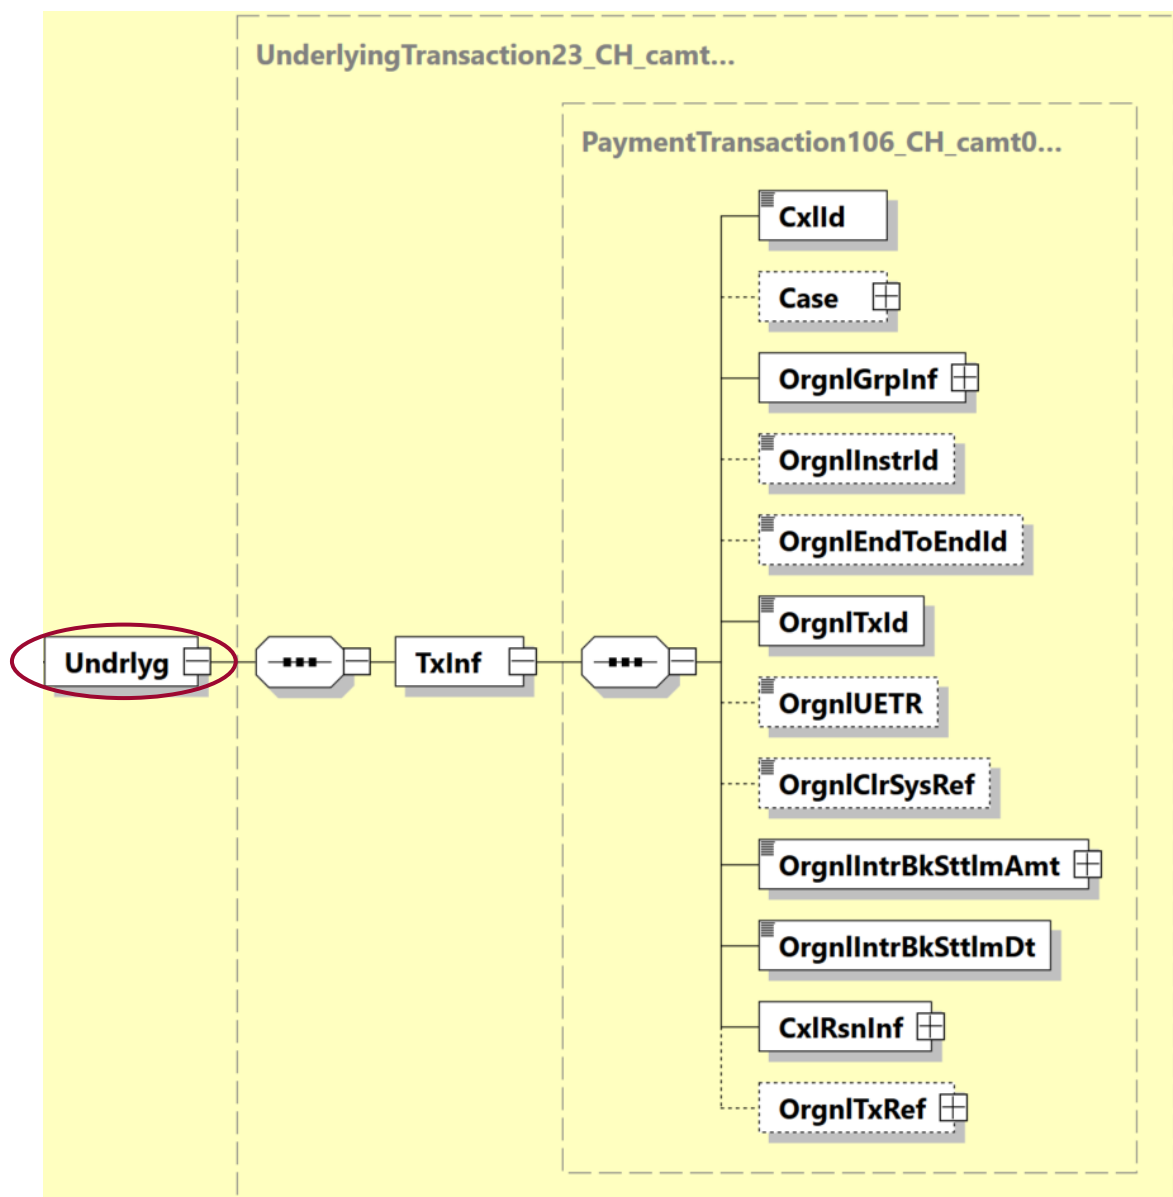 UnderlyingTransaction23_CH_camt...
PaymentTransaction106_CH_camt0...
CxlId
Case
OrgnlGrpInf
OrgnlInstrId
OrgnlEndToEndId
OrgnlTxId
Undrlyg
TxInf
OrgnlUETR
OrgnlClrSysRef
OrgnlIntrBkSttlmAmt
OrgnlIntrBkSttlmDt
CxlRsnInf
OrgnlTxRef